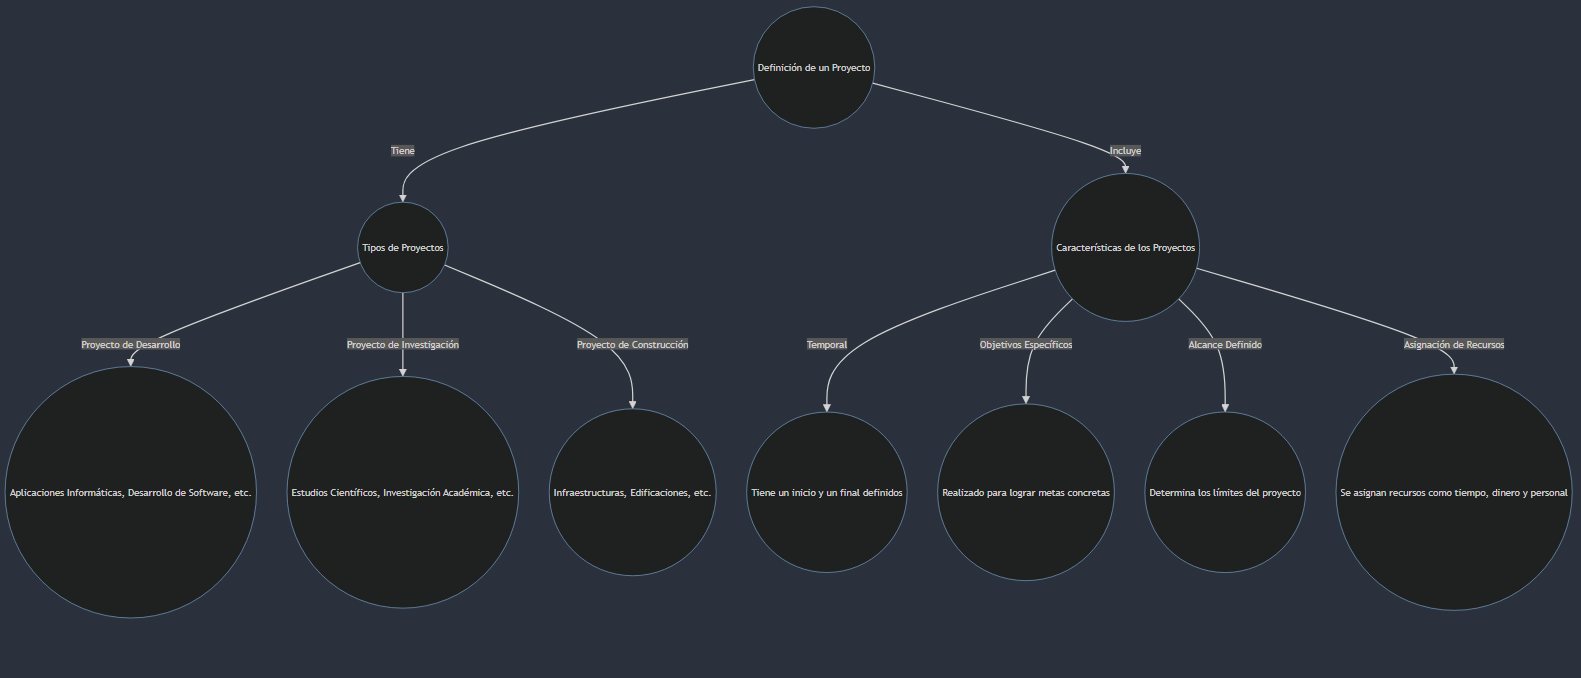 Definición de un Proyecto
Tiene
Incluye
Tipos de Proyectos
Características de los Proyectos
Proyecto de Desarrollo
Proyecto de Investigación
Proyecto de Construcción
Temporal
Objetivos Específicos
Alcance Definido
Asignación de Recursos
Aplicaciones Informáticas, Desarrollo de Software, etc.
Estudios Científicos, Investigación Académica, etc.
Infraestructuras, Edificaciones, etc.
Tiene un inicio y un final definidos
Realizado para lograr metas concretas
Determina los límites del proyecto
Se asignan recursos como tiempo, dinero y personal